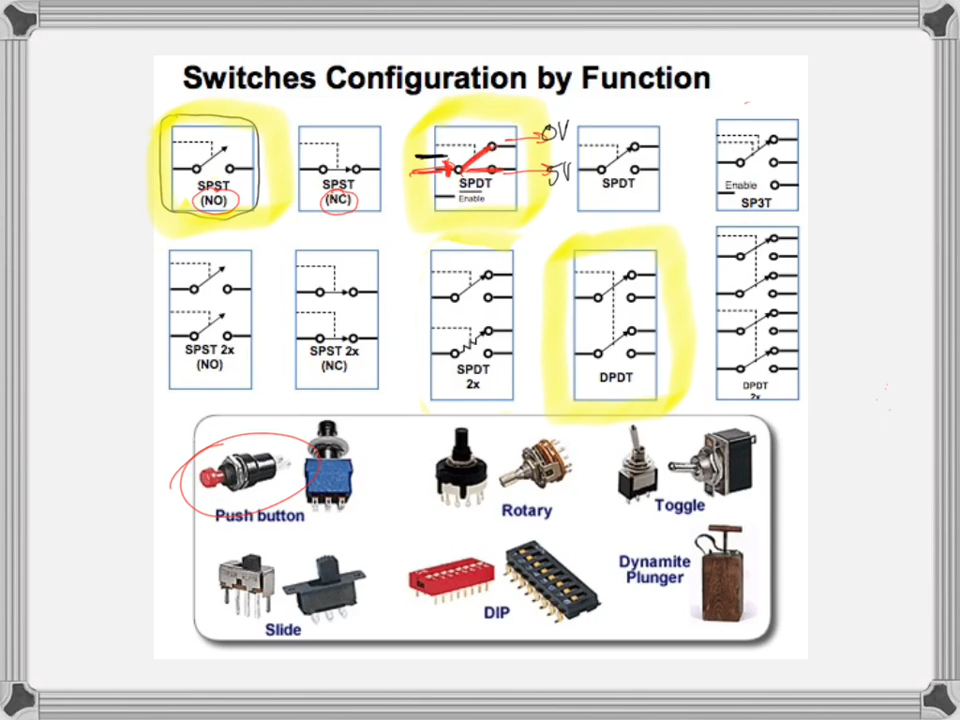 Switches Configuration by Function
SPST
(NO)
SPST
(NC)
SPDT
Enable
0V
5V
SPDT
Enable
SP3T
SPST 2x
(NO)
SPST 2x
(NC)
SPDT
2x
DPDT
DPDT
2x
Push button
Rotary
Toggle
Slide
DIP
Dynamite
Plunger